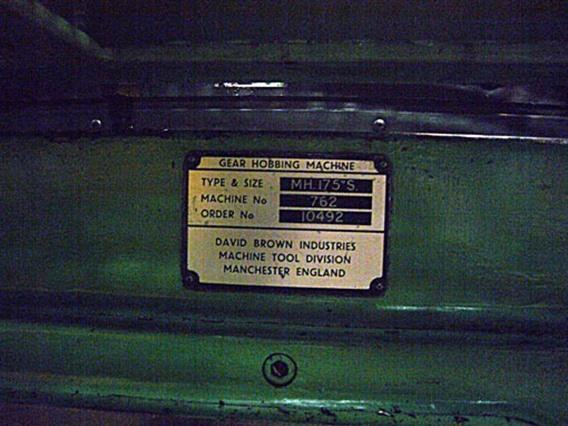 GEAR HOBBING MACHINE
TYPE & SIZE MH.175"S.
MACHINE No 762
ORDER No 10492
DAVID BROWN INDUSTRIES
MACHINE TOOL DIVISION
MANCHESTER ENGLAND